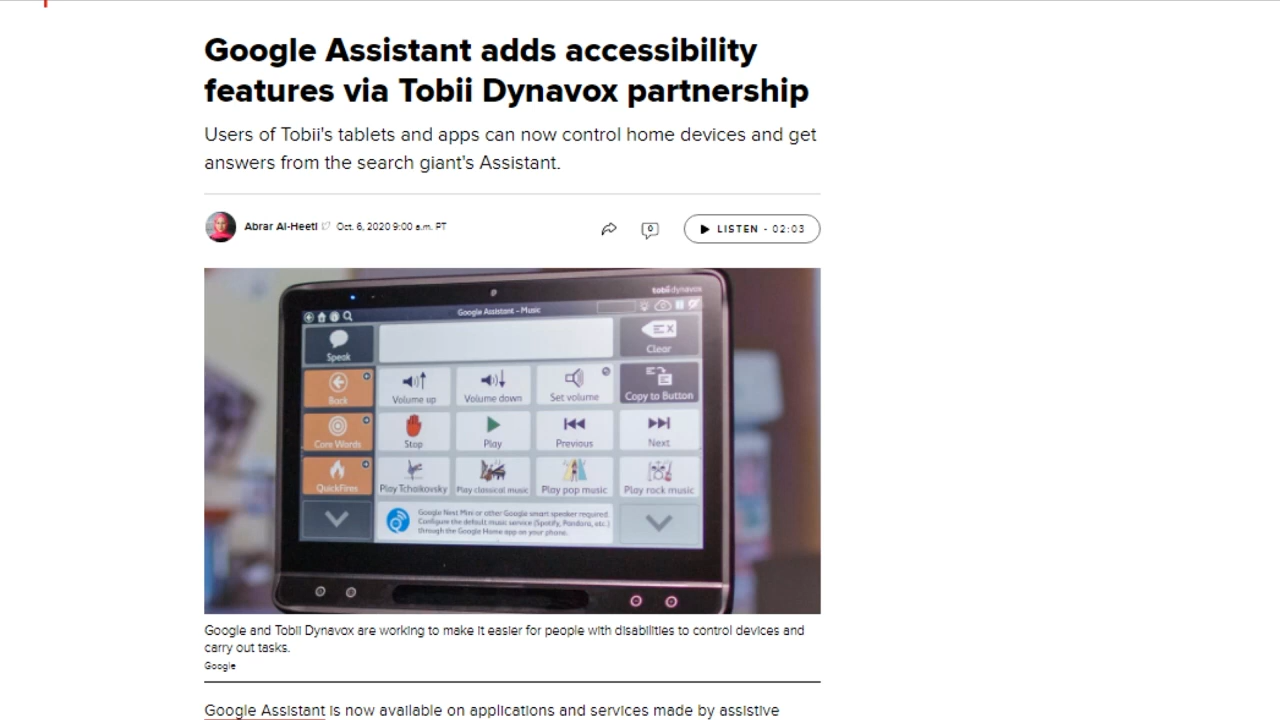 Google Assistant adds accessibility
features via Tobii Dynavox partnership
Users of Tobii's tablets and apps can now control home devices and get
answers from the search giant's Assistant.
Abrar Al-Heeti Oct. 6, 2020 9:00 a.m. PT
0
LISTEN - 02:03
tobii dynavox
Google Assistant - Music
Speak
Clear
Back
Volume up
Volume down
Set volume
Copy to Button
Core Words
Stop
Play
Previous
Next
QuickFires
Play Tchaikovsky
Play classical music
Play pop music
Play rock music
Google Nest Mini or other Google smart speaker required.
Configure the default music service (Spotify, Pandora, etc.)
through the Google Home app on your phone.
Google and Tobii Dynavox are working to make it easier for people with disabilities to control devices and
carry out tasks.
Google
Google Assistant is now available on applications and services made by assistive